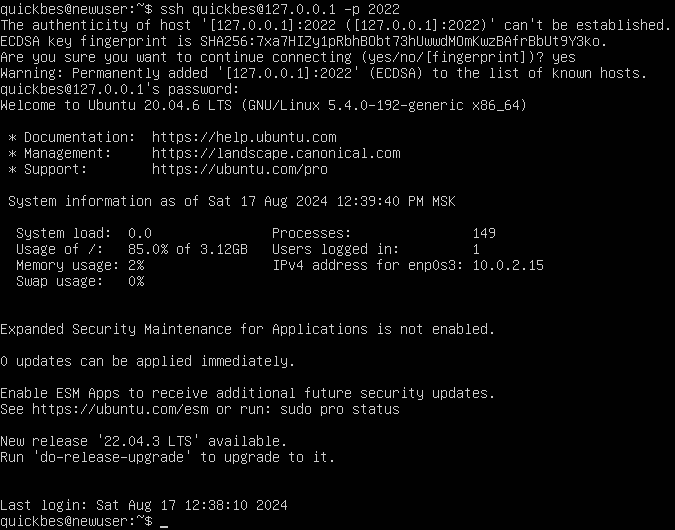 quickbes@newuser:~$ ssh quickbes@127.0.0.1 -p 2022
The authenticity of host '[127.0.0.1]:2022 ([127.0.0.1]:2022)' can't be established.
ECDSA key fingerprint is SHA256:7xa7HIZy1pRbhBObt73hUwwdMOmKwzBAfrBbUt9Y3ko.
Are you sure you want to continue connecting (yes/no/[fingerprint])? yes
Warning: Permanently added '[127.0.0.1]:2022' (ECDSA) to the list of known hosts.
quickbes@127.0.0.1's password:
Welcome to Ubuntu 20.04.6 LTS (GNU/Linux 5.4.0-192-generic x86_64)

 * Documentation:  https://help.ubuntu.com
 * Management:     https://landscape.canonical.com
 * Support:        https://ubuntu.com/pro

 System information as of Sat 17 Aug 2024 12:39:40 PM MSK

  System load:  0.0               Processes:               149
  Usage of /:   85.0% of 3.12GB   Users logged in:         1
  Memory usage: 2%                IPv4 address for enp0s3: 10.0.2.15
  Swap usage:   0%

Expanded Security Maintenance for Applications is not enabled.

0 updates can be applied immediately.

Enable ESM Apps to receive additional future security updates.
See https://ubuntu.com/esm or run: sudo pro status

New release '22.04.3 LTS' available.
Run 'do-release-upgrade' to upgrade to it.

Last login: Sat Aug 17 12:38:10 2024
quickbes@newuser:~$ _